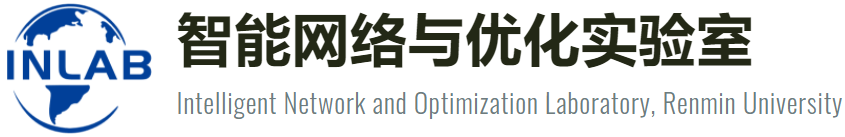 INLAB
智能网络与优化实验室
Intelligent Network and Optimization Laboratory, Renmin University